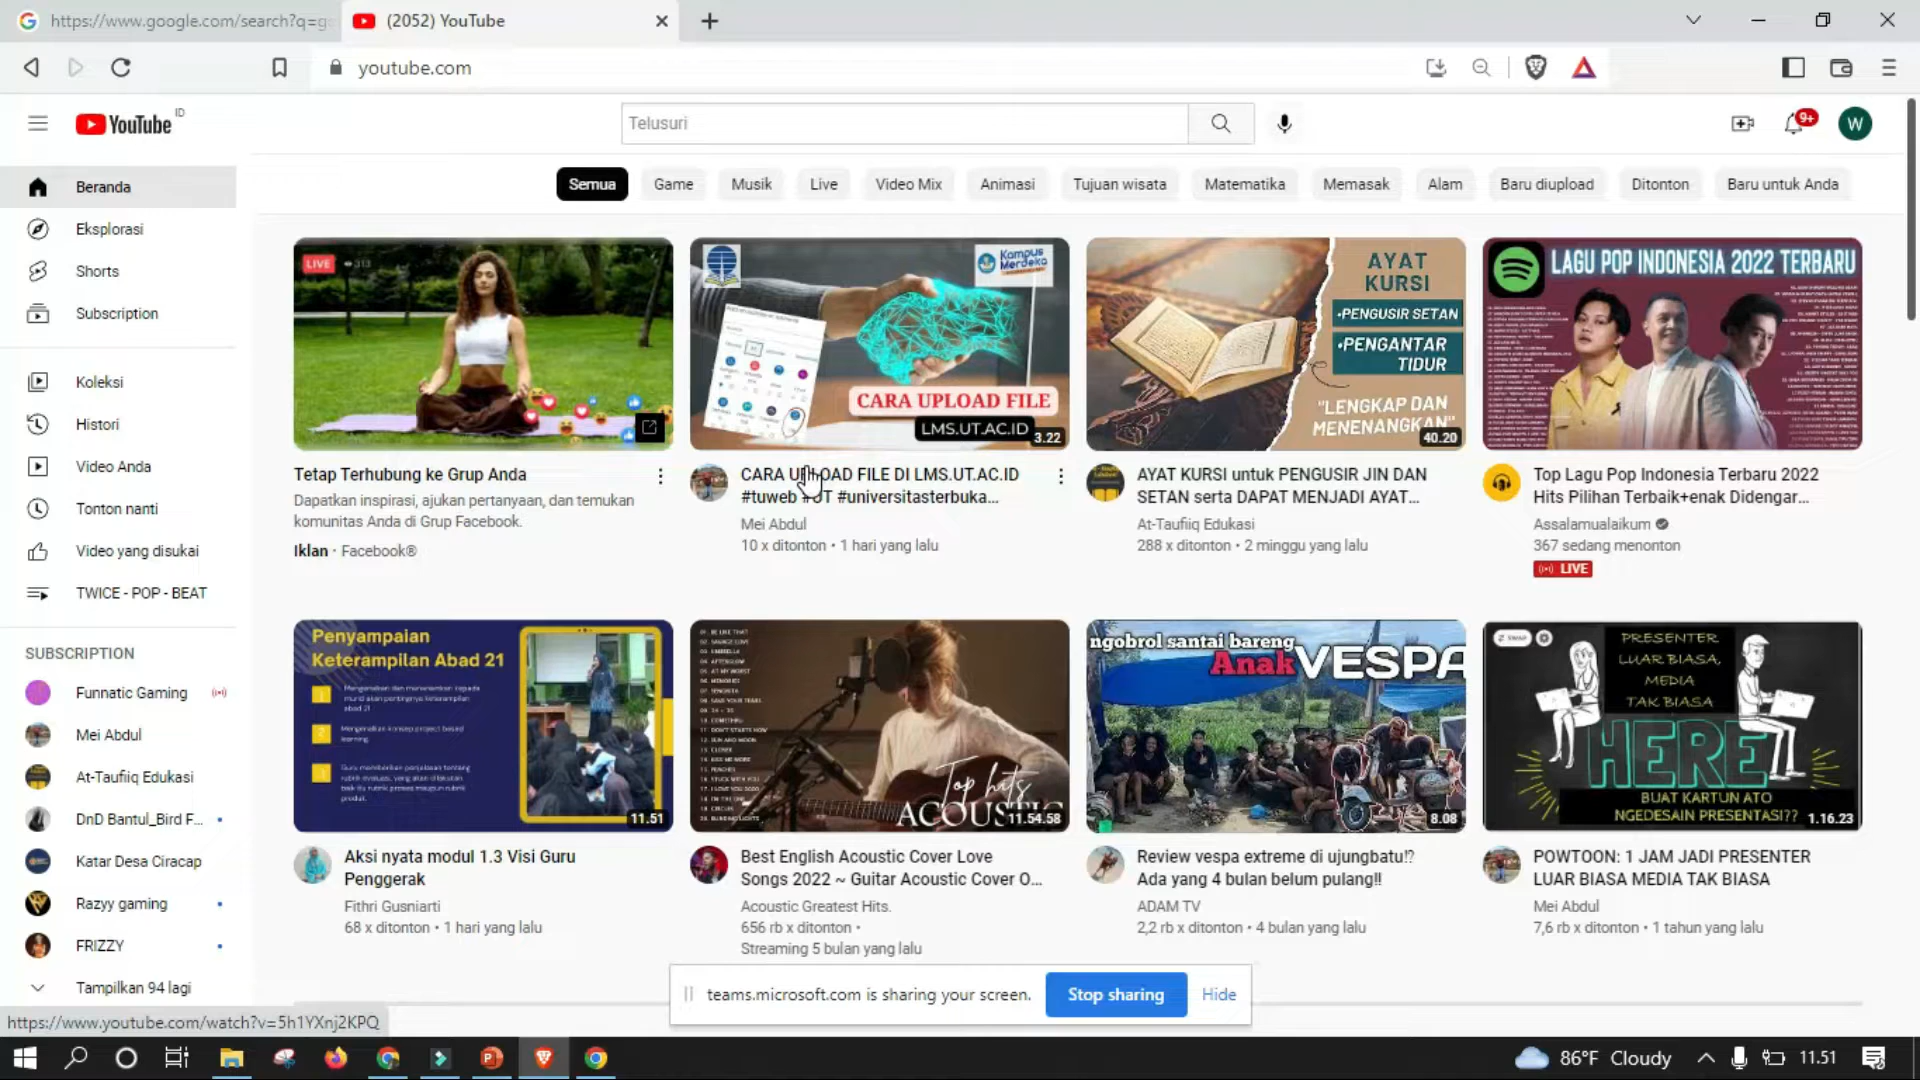 https://www.google.com/search?q=g
(2052) YouTube
youtube.com
YouTube ID
Telusuri
9+
W
Beranda
Eksplorasi
Shorts
Subscription
Koleksi
Histori
Video Anda
Tonton nanti
Video yang disukai
TWICE - POP - BEAT
SUBSCRIPTION
Funnatic Gaming
Mei Abdul
At-Taufiiq Edukasi
DnD Bantul_Bird F...
Katar Desa Ciracap
Razyy gaming
FRIZZY
Tampilkan 94 lagi
Semua
Game
Musik
Live
Video Mix
Animasi
Tujuan wisata
Matematika
Memasak
Alam
Baru diupload
Ditonton
Baru untuk Anda
LIVE
313
Tetap Terhubung ke Grup Anda
Dapatkan inspirasi, ajukan pertanyaan, dan temukan
komunitas Anda di Grup Facebook.
Iklan · Facebook®
Kampus
Merdeka
CARA UPLOAD FILE
LMS.UT.AC.ID
3.22
CARA UPLOAD FILE DI LMS.UT.AC.ID
#tuweb #UT #universitasterbuka...
Mei Abdul
10 x ditonton • 1 hari yang lalu
AYAT
KURSI
•PENGUSIR SETAN
•PENGANTAR
TIDUR
"LENGKAP DAN
MENENANGKAN"
40.20
AYAT KURSI untuk PENGUSIR JIN DAN
SETAN serta DAPAT MENJADI AYAT...
At-Taufiiq Edukasi
288 x ditonton • 2 minggu yang lalu
LAGU POP INDONESIA 2022 TERBARU
Top Lagu Pop Indonesia Terbaru 2022
Hits Pilihan Terbaik+enak Didengar...
Assalamualaikum
367 sedang menonton
LIVE
Penyampaian
Keterampilan Abad 21
1
2
3
11.51
Aksi nyata modul 1.3 Visi Guru
Penggerak
Fithri Gusniarti
68 x ditonton • 1 hari yang lalu
Top hits
ACOUSTIC
11.54.58
Best English Acoustic Cover Love
Songs 2022 ~ Guitar Acoustic Cover O...
Acoustic Greatest Hits.
656 rb x ditonton •
Streaming 5 bulan yang lalu
ngobrol santai bareng
Anak VESPA
8.08
Review vespa extreme di ujungbatu!?
Ada yang 4 bulan belum pulang!!
ADAM TV
2,2 rb x ditonton • 4 bulan yang lalu
PRESENTER
LUAR BIASA,
MEDIA
TAK BIASA
HERE
BUAT KARTUN ATO
NGEDESAIN PRESENTASI??
1.16.23
POWTOON: 1 JAM JADI PRESENTER
LUAR BIASA MEDIA TAK BIASA
Mei Abdul
7,6 rb x ditonton • 1 tahun yang lalu
teams.microsoft.com is sharing your screen.
Stop sharing
Hide
https://www.youtube.com/watch?v=5h1YXnj2KPQ
86°F Cloudy
11.51